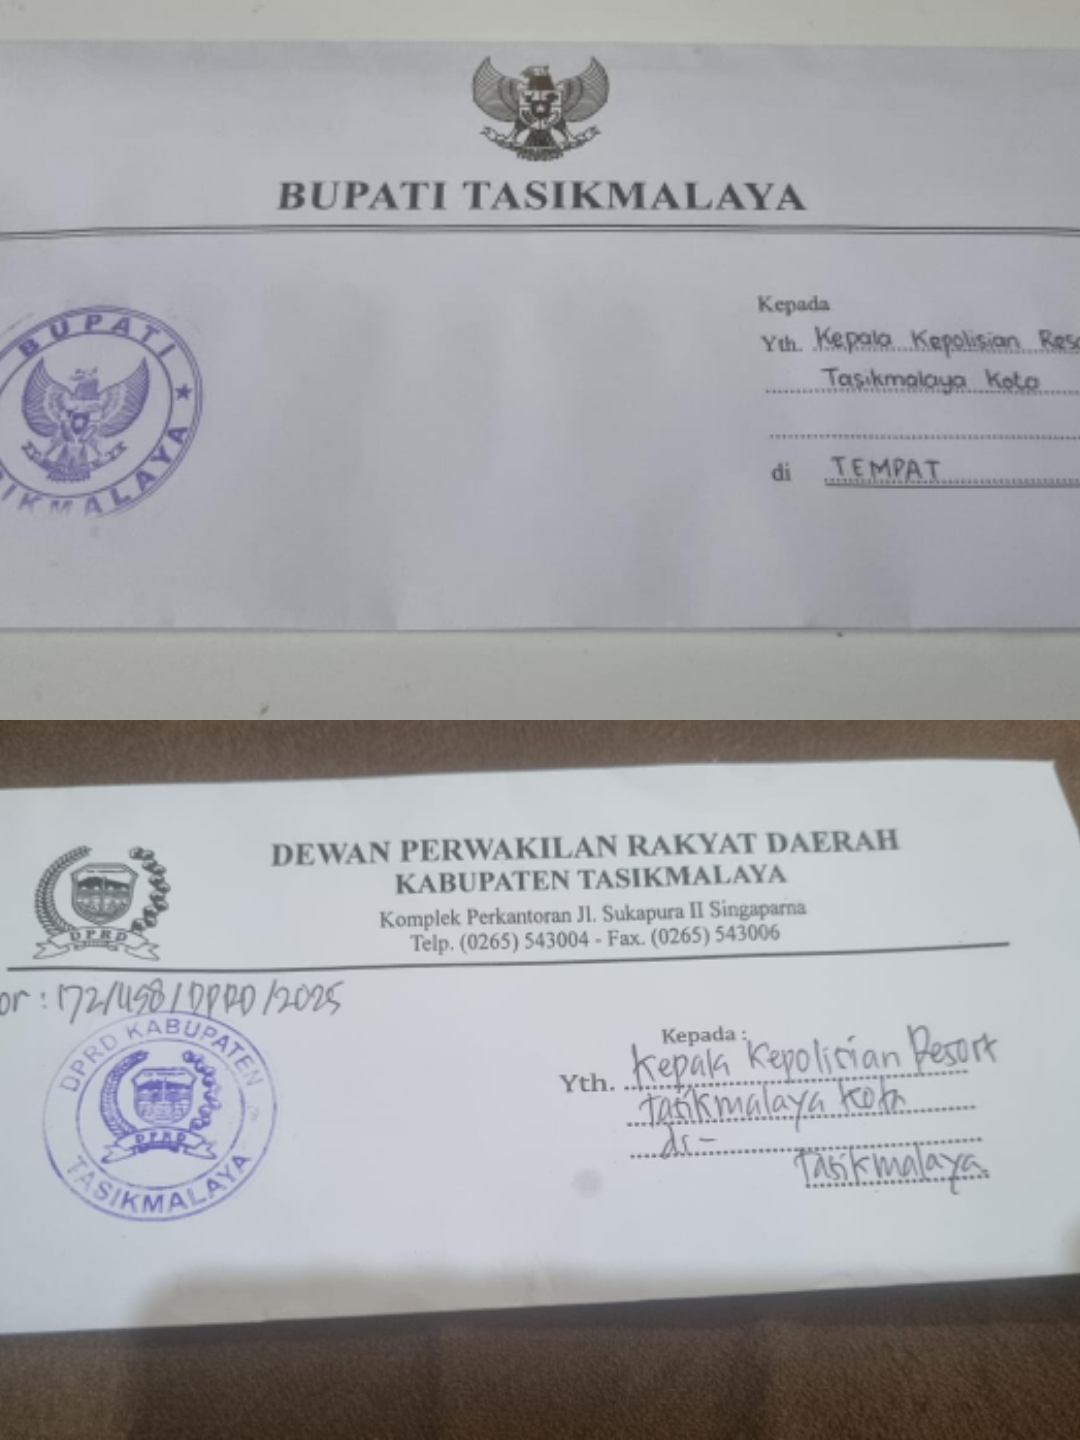 BUPATI TASIKMALAYA
BUPATI
TASIKMALAYA
Kepada
Yth. Kepala Kepolisian
Tasikmalaya Kota
di TEMPAT
DEWAN PERWAKILAN RAKYAT DAERAH
KABUPATEN TASIKMALAYA
Komplek Perkantoran Jl. Sukapura II Singaparna
Telp. (0265) 543004 - Fax. (0265) 543006
DPRD
or : 172/458/DPRD/2025
DPRD KABUPATEN
DPRD
TASIKMALAYA
Kepada :
Yth. Kepala Kepolisian Resort
Tasikmalaya Kota
di-
Tasikmalaya.